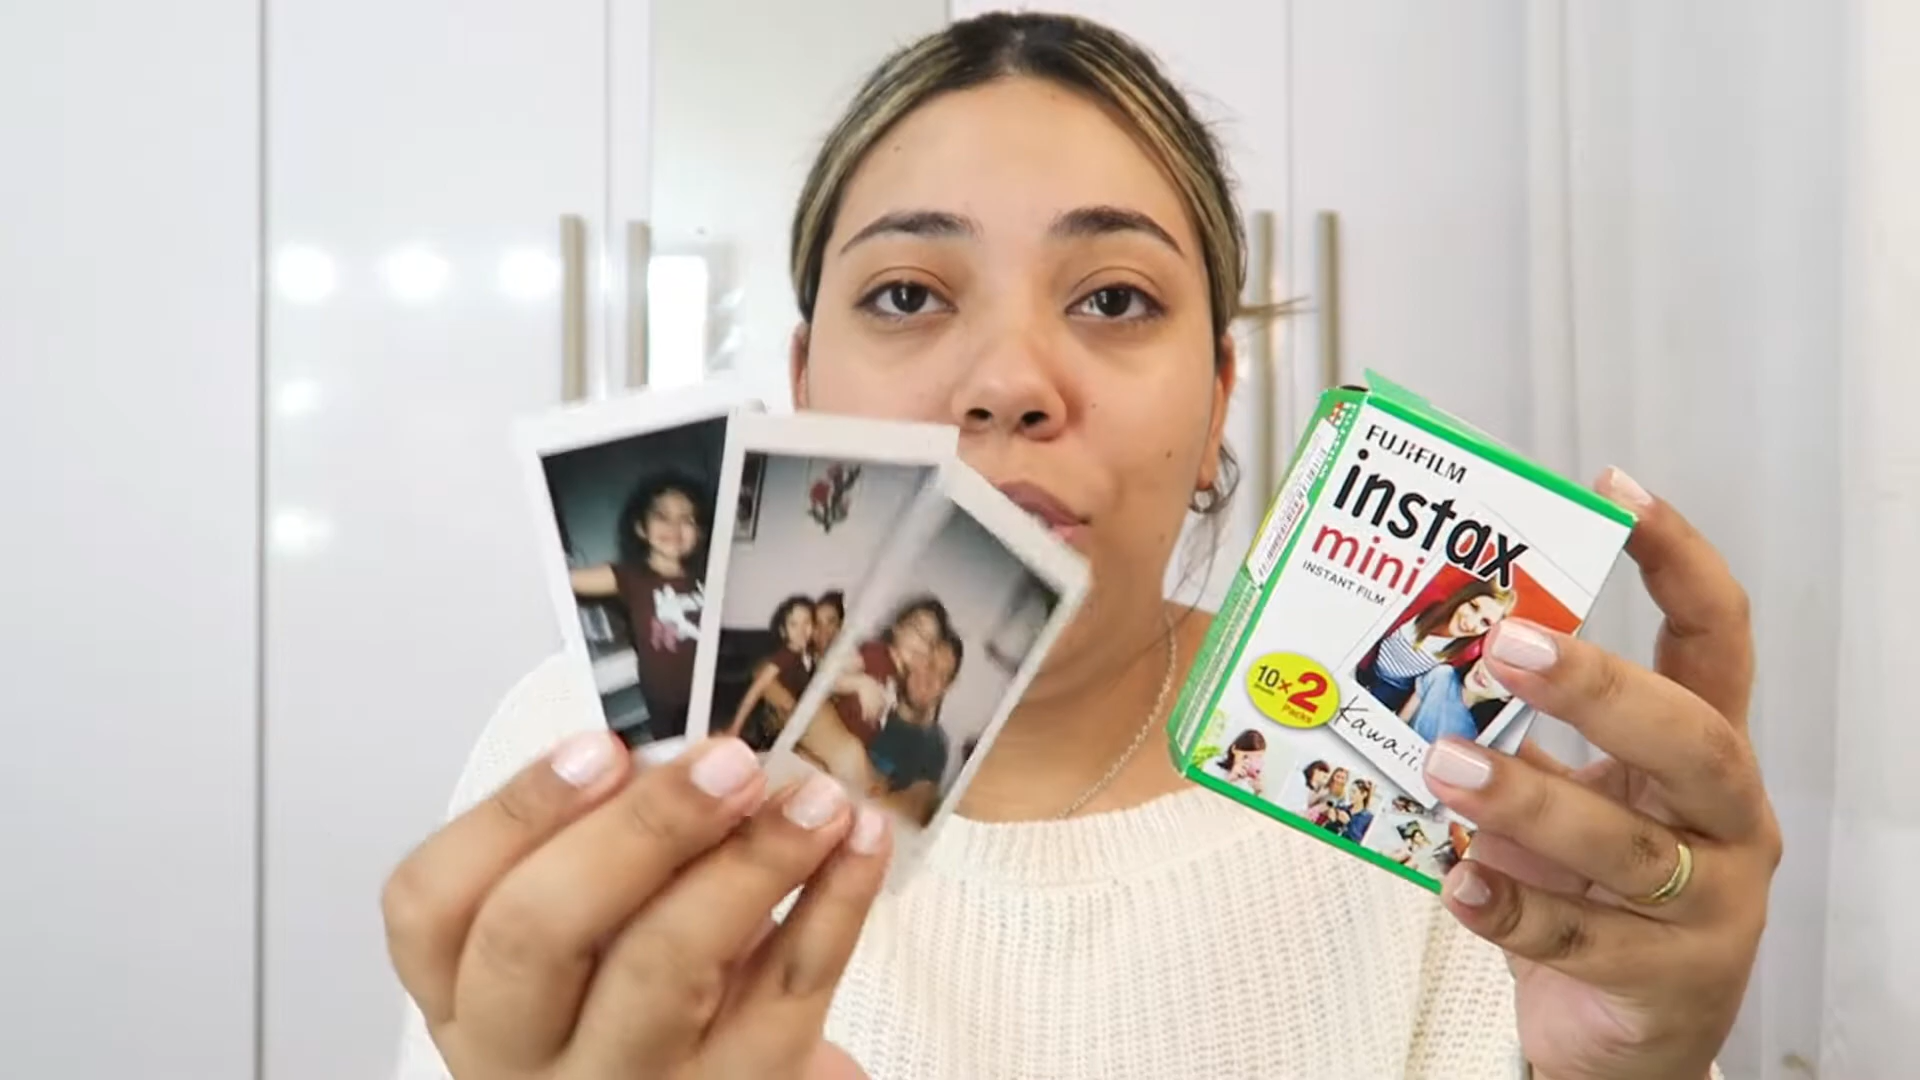 FUJIFILM
instax
mini
INSTANT FILM
10×2
Packs
Kawaii